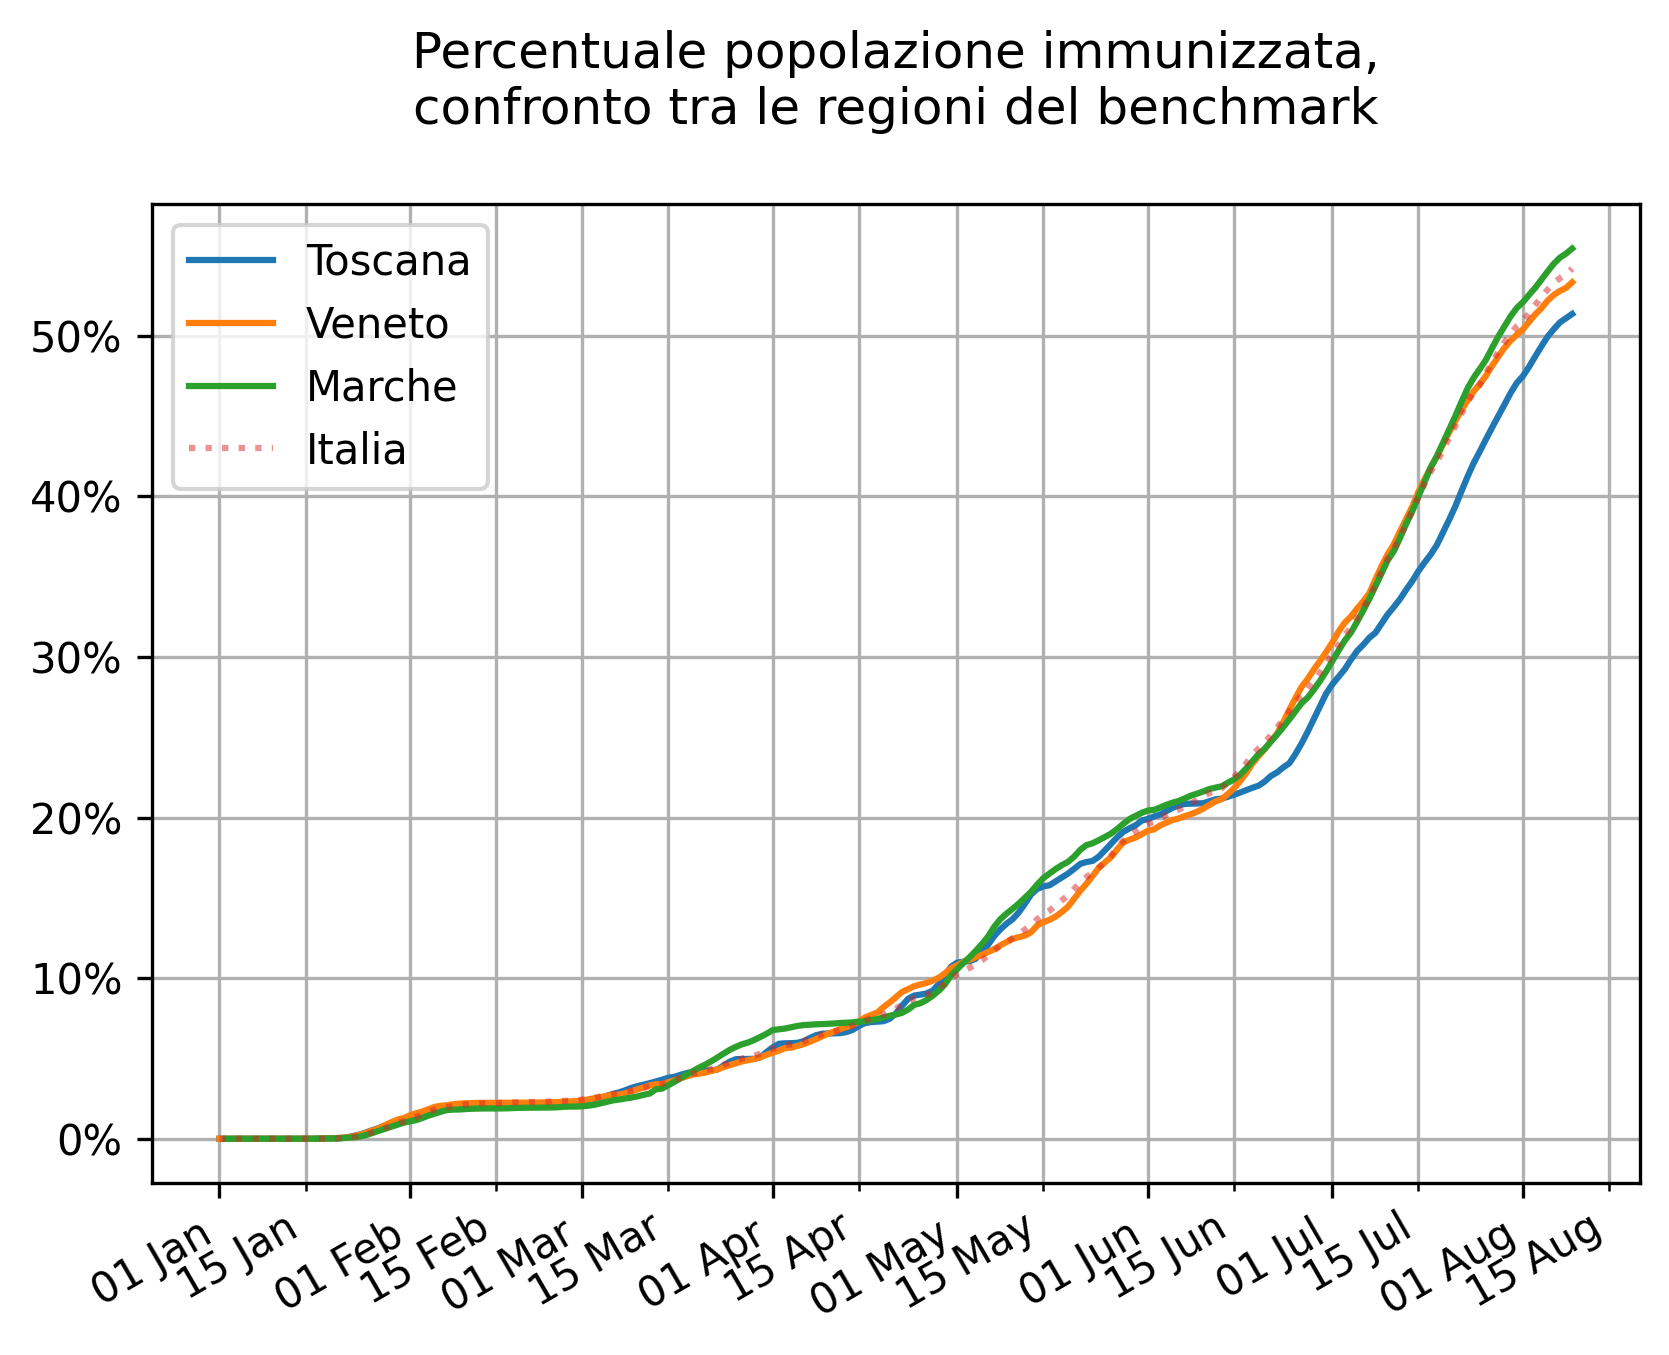 Percentuale popolazione immunizzata,
confronto tra le regioni del benchmark
Toscana
Veneto
Marche
Italia
50%
40%
30%
20%
10%
0%
01 Jan
15 Jan
01 Feb
15 Feb
01 Mar
15 Mar
01 Apr
15 Apr
01 May
15 May
01 Jun
15 Jun
01 Jul
15 Jul
01 Aug
15 Aug